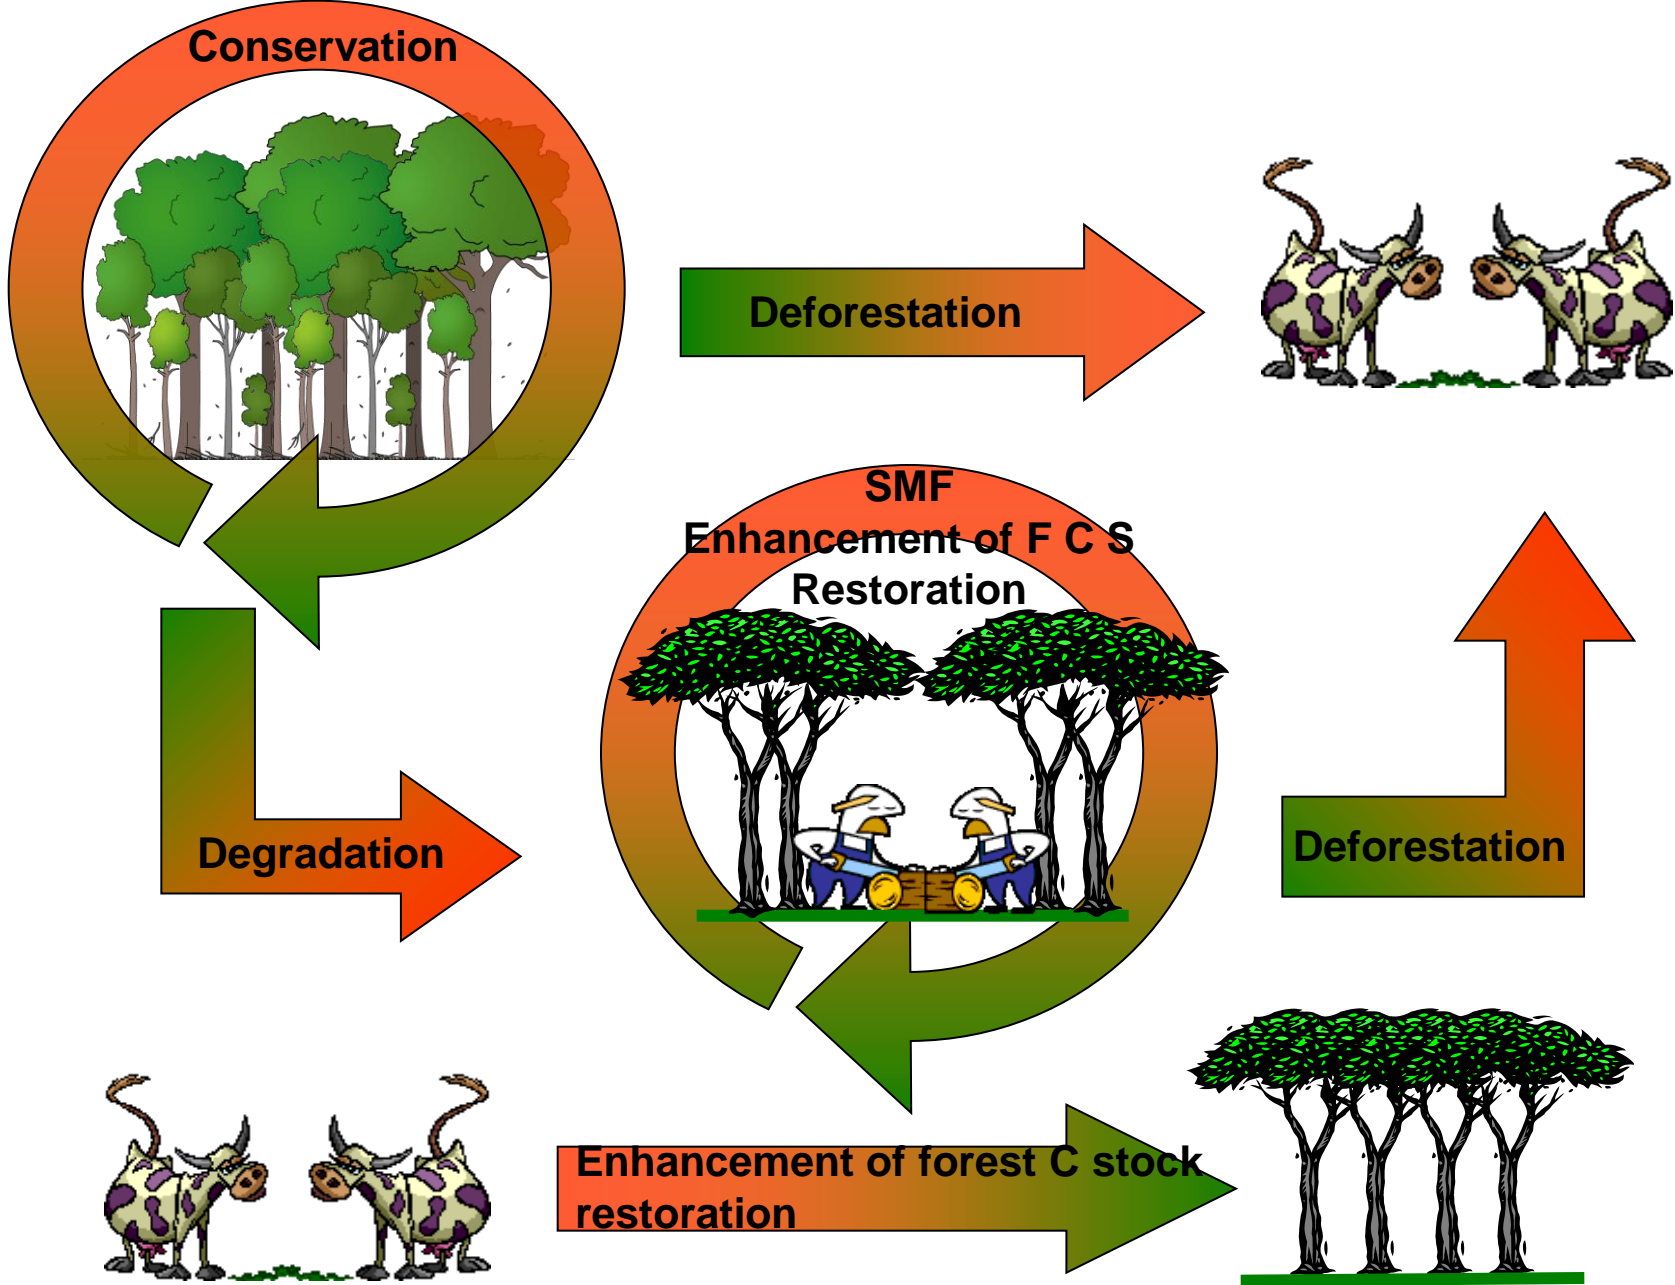 Conservation
Deforestation
SMF
Enhancement of F C S
Restoration
Degradation
Deforestation
Enhancement of forest C stock
restoration